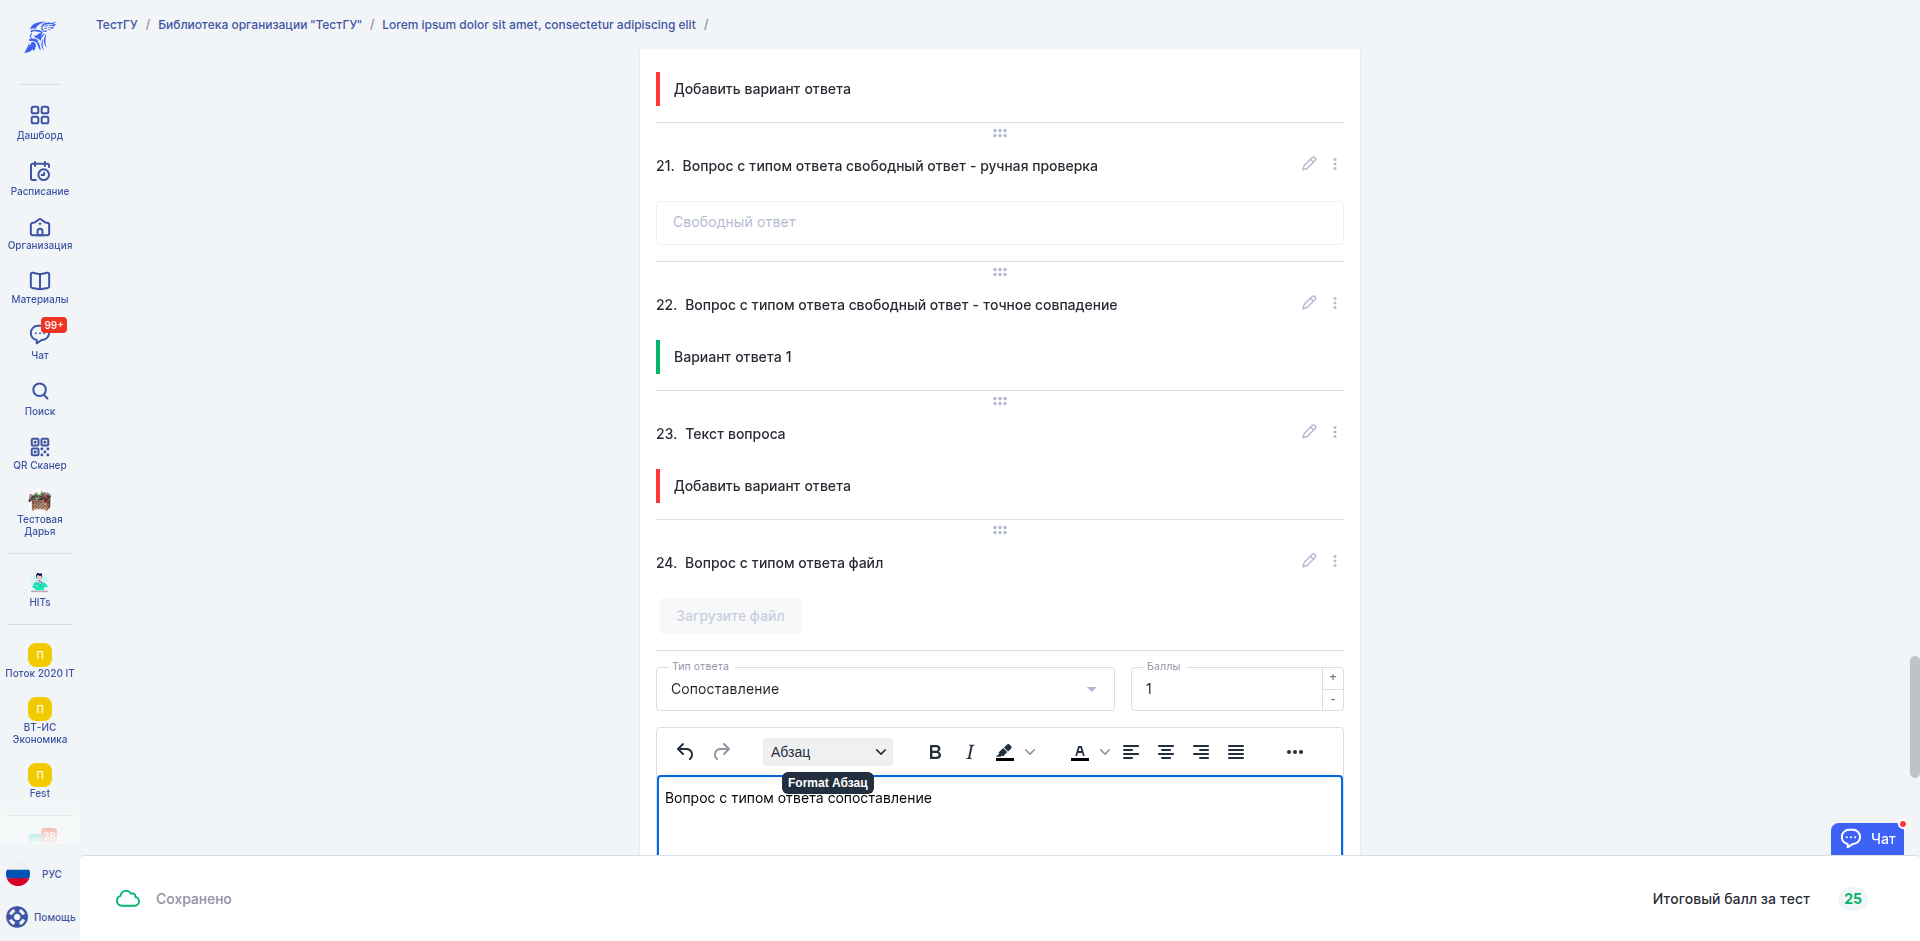 ТестГУ / Библиотека организации "ТестГУ" / Lorem ipsum dolor sit amet, consectetur adipiscing elit /
Дашборд
Расписание
Организация
Материалы
99+
Чат
Поиск
QR Сканер
Тестовая
Дарья
HITs
П
Поток 2020 IT
П
ВТ-ИС
Экономика
П
Fest
28
РУС
Помощь
Добавить вариант ответа
21. Вопрос с типом ответа свободный ответ - ручная проверка
Свободный ответ
22. Вопрос с типом ответа свободный ответ - точное совпадение
Вариант ответа 1
23. Текст вопроса
Добавить вариант ответа
24. Вопрос с типом ответа файл
Загрузите файл
Тип ответа
Сопоставление
Баллы
1
+
-
Абзац
B I A
Format Абзац
Вопрос с типом ответа сопоставление
Чат
Сохранено
Итоговый балл за тест 25